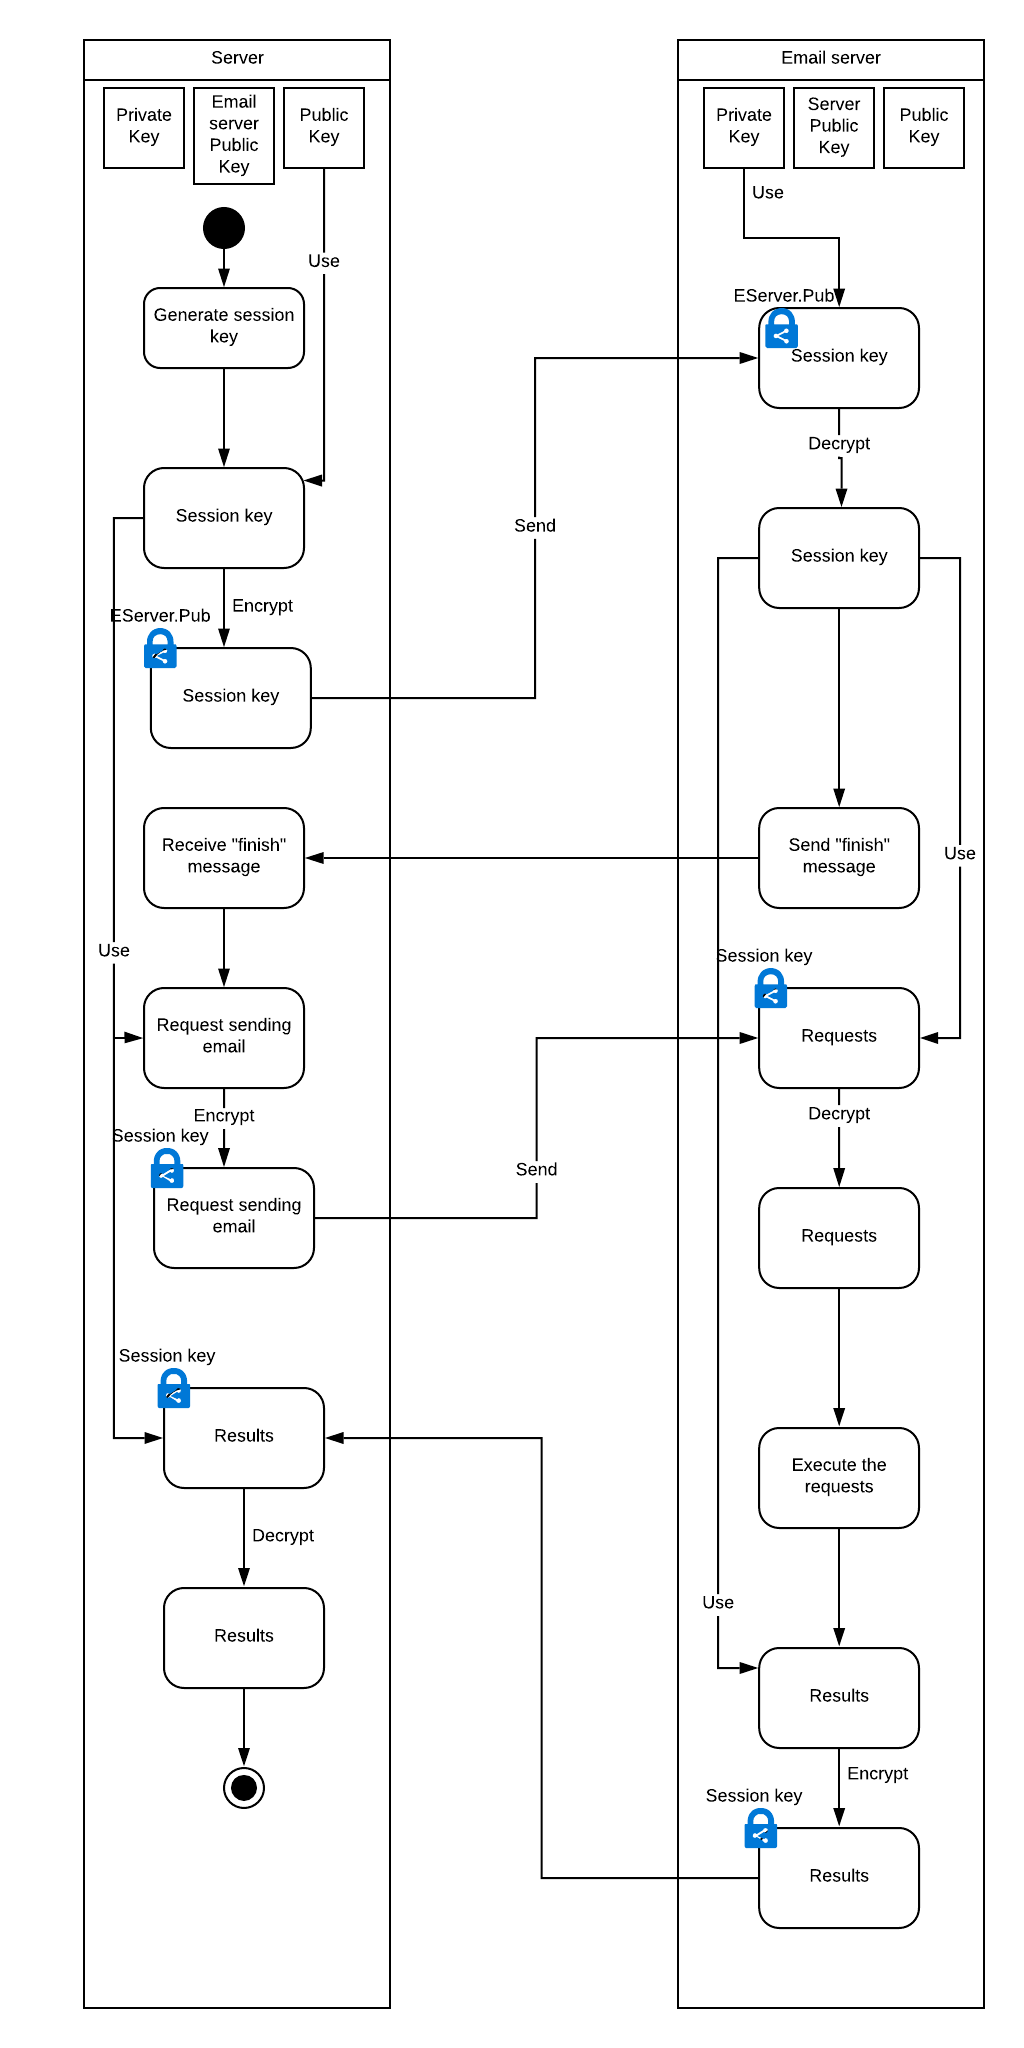 Server
Private
Key
Email
server
Public
Key
Public
Key
Use
Generate session
key
Session key
Encrypt
EServer.Pub
Session key
Send
Receive "finish"
message
Use
Request sending
email
Encrypt
Session key
Request sending
email
Send
Session key
Results
Decrypt
Results
Email server
Private
Key
Server
Public
Key
Public
Key
Use
EServer.Pub
Session key
Decrypt
Session key
Send "finish"
message
Use
Session key
Requests
Decrypt
Requests
Execute the
requests
Use
Results
Encrypt
Session key
Results